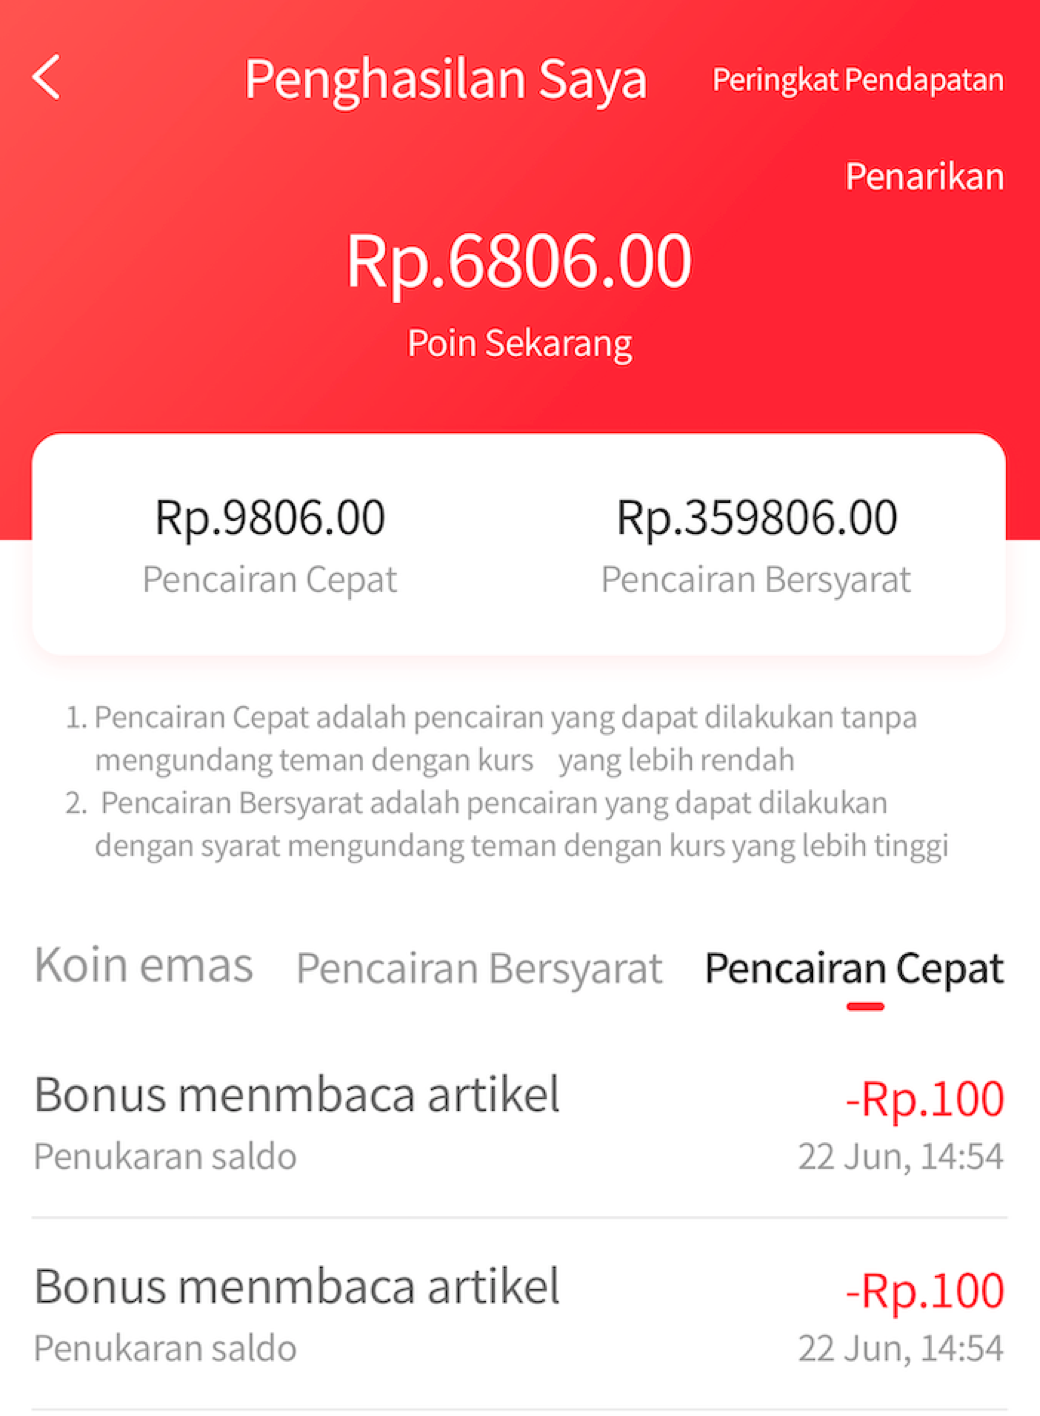 Penghasilan Saya
Peringkat Pendapatan
Penarikan
Rp.6806.00
Poin Sekarang
Rp.9806.00
Rp.359806.00
Pencairan Cepat
Pencairan Bersyarat
1. Pencairan Cepat adalah pencairan yang dapat dilakukan tanpa
mengundang teman dengan kurs yang lebih rendah
2. Pencairan Bersyarat adalah pencairan yang dapat dilakukan
dengan syarat mengundang teman dengan kurs yang lebih tinggi
Koin emas
Pencairan Bersyarat
Pencairan Cepat
Bonus menmbaca artikel
-Rp.100
Penukaran saldo
22 Jun, 14:54
Bonus menmbaca artikel
-Rp.100
Penukaran saldo
22 Jun, 14:54